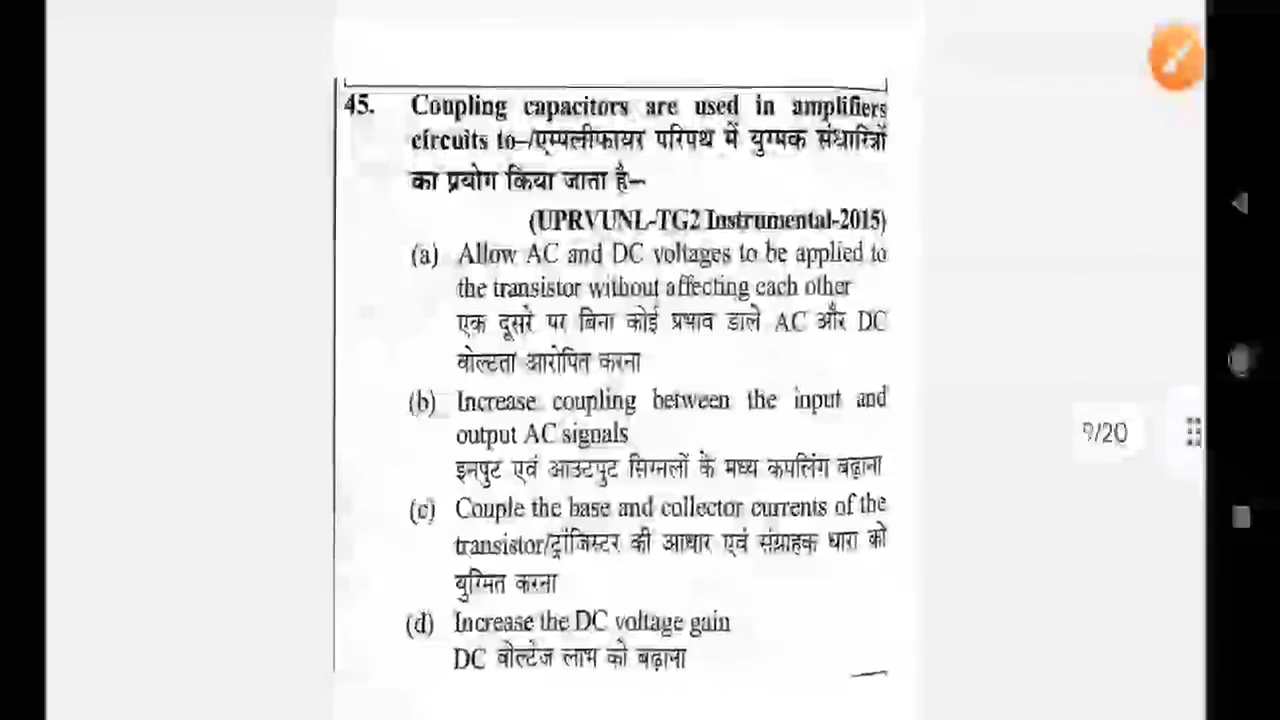 45. Coupling capacitors are used in amplifiers
circuits to–/एम्पलीफायर परिपथ में युग्मक संधारित्रों
का प्रयोग किया जाता है–
(UPRVUNL-TG2 Instrumental-2015)
(a) Allow AC and DC voltages to be applied to
the transistor without affecting each other
एक दूसरे पर बिना कोई प्रभाव डाले AC और DC
वोल्टता आरोपित करना
(b) Increase coupling between the input and
output AC signals
इनपुट एवं आउटपुट सिग्नलों के मध्य कपलिंग बढ़ाना
(c) Couple the base and collector currents of the
transistor/ट्रांजिस्टर की आधार एवं संग्राहक धारा को
युग्मित करना
(d) Increase the DC voltage gain
DC वोल्टेज लाभ को बढ़ाना
9/20